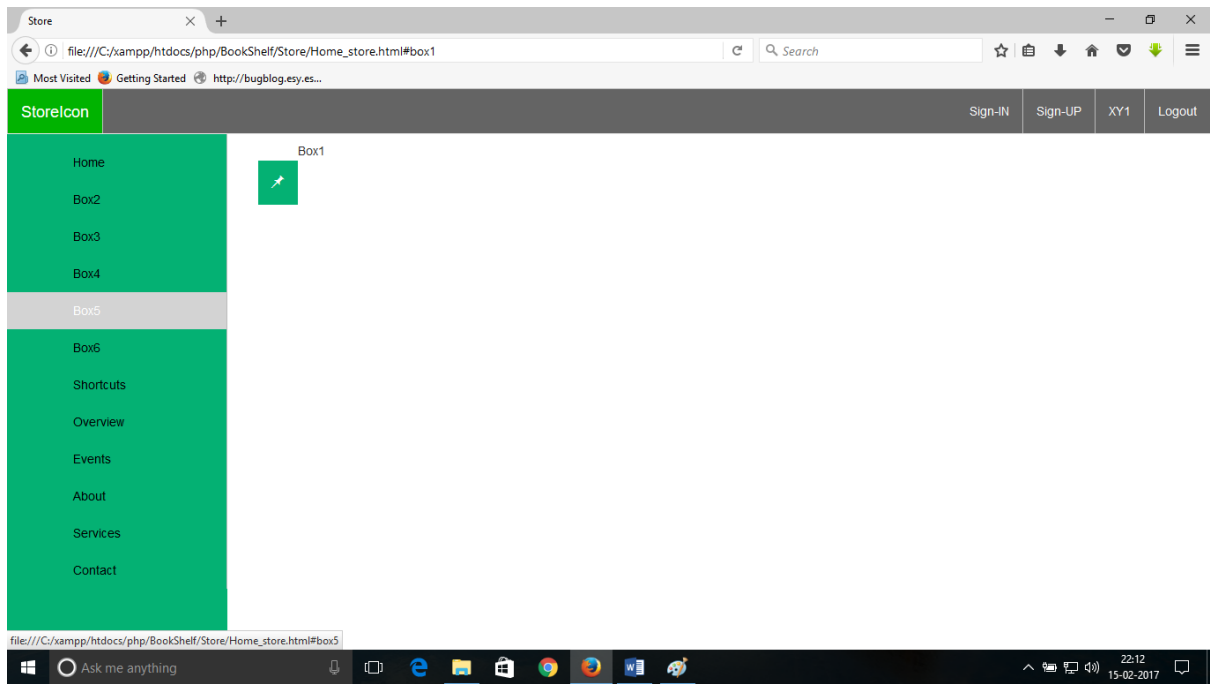 Store
file:///C:/xampp/htdocs/php/BookShelf/Store/Home_store.html#box1
Search
Most Visited Getting Started http://bugblog.esy.es...
StoreIcon Sign-IN Sign-UP XY1 Logout
Home
Box2
Box3
Box4
Box5
Box6
Shortcuts
Overview
Events
About
Services
Contact
Box1
file:///C:/xampp/htdocs/php/BookShelf/Store/Home_store.html#box5
Ask me anything
22:12
15-02-2017